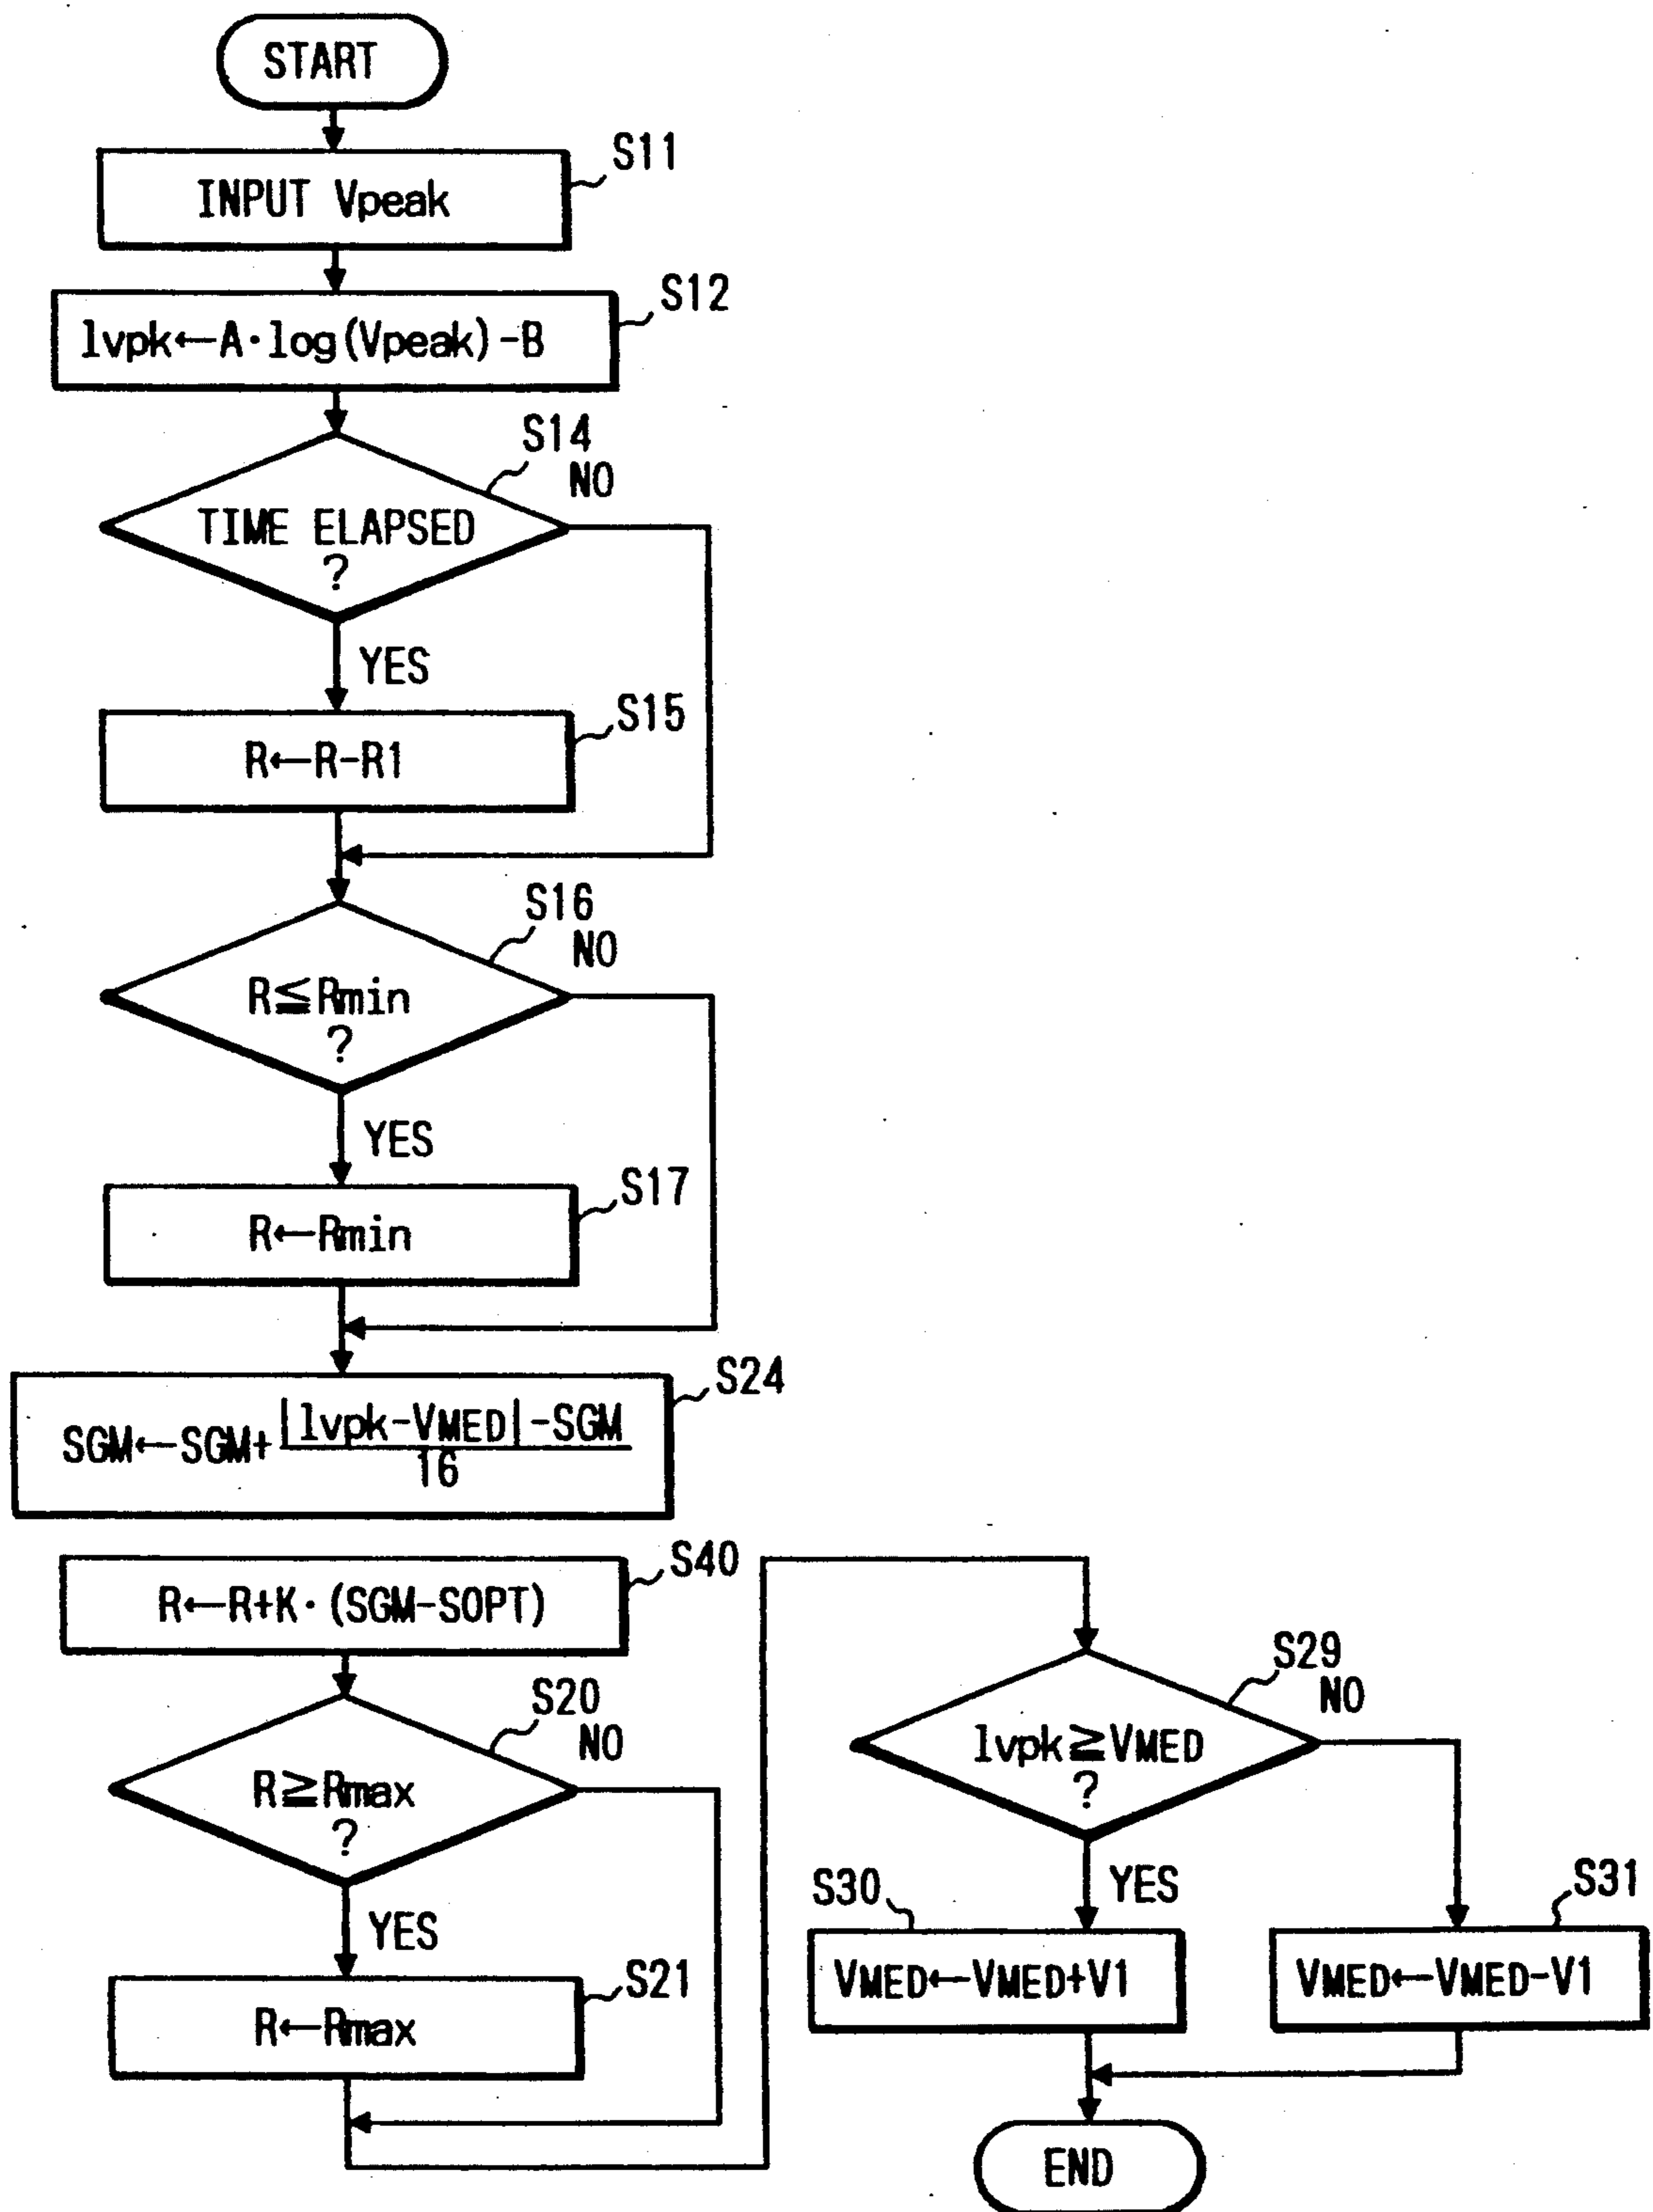 START
S11
INPUT Vpeak
S12
lvpk←A·log(Vpeak)-B
S14
NO
TIME ELAPSED
?
YES
S15
R←R-R1
S16
NO
R≦Rmin
?
YES
S17
R←Rmin
S24
SGM←SGM+|lvpk-VMED|-SGM
16
S40
R←R+K·(SGM-SOPT)
S20
NO
R≧Rmax
?
YES
S21
R←Rmax
S29
NO
lvpk≧VMED
?
YES
S30
VMED←VMED+V1
S31
VMED←VMED-V1
END